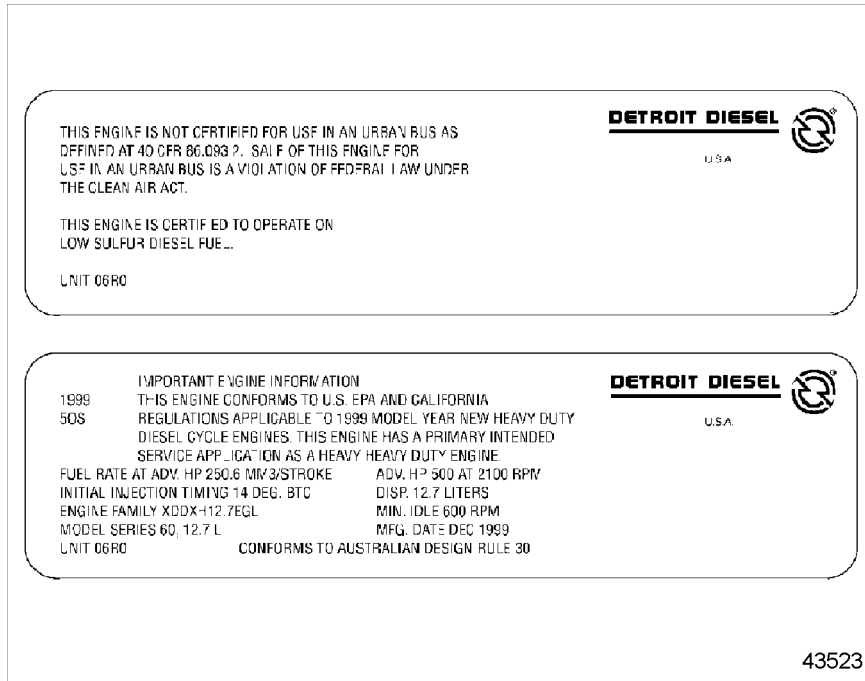 THIS ENGINE IS NOT CERTIFIED FOR USE IN AN URBAN BUS AS
DEFINED AT 40 CFR 86.093 2. SALE OF THIS ENGINE FOR
USE IN AN URBAN BUS IS A VIOLATION OF FEDERAL LAW UNDER
THE CLEAN AIR ACT.
THIS ENGINE IS CERTIFIED TO OPERATE ON
LOW SULFUR DIESEL FUEL.
UNIT 06R0
DETROIT DIESEL
U.S.A.
IMPORTANT ENGINE INFORMATION
1999 THIS ENGINE CONFORMS TO U.S. EPA AND CALIFORNIA
50S REGULATIONS APPLICABLE TO 1999 MODEL YEAR NEW HEAVY DUTY
DIESEL CYCLE ENGINES. THIS ENGINE HAS A PRIMARY INTENDED
SERVICE APPLICATION AS A HEAVY HEAVY DUTY ENGINE.
FUEL RATE AT ADV. HP 250.6 MM3/STROKE ADV. HP 500 AT 2100 RPM
INITIAL INJECTION TIMING 14 DEG. BTC DISP. 12.7 LITERS
ENGINE FAMILY XDDXH12.7EGL MIN. IDLE 600 RPM
MODEL SERIES 60, 12.7 L MFG. DATE DEC 1999
UNIT 06R0 CONFORMS TO AUSTRALIAN DESIGN RULE 30
DETROIT DIESEL
U.S.A.
43523